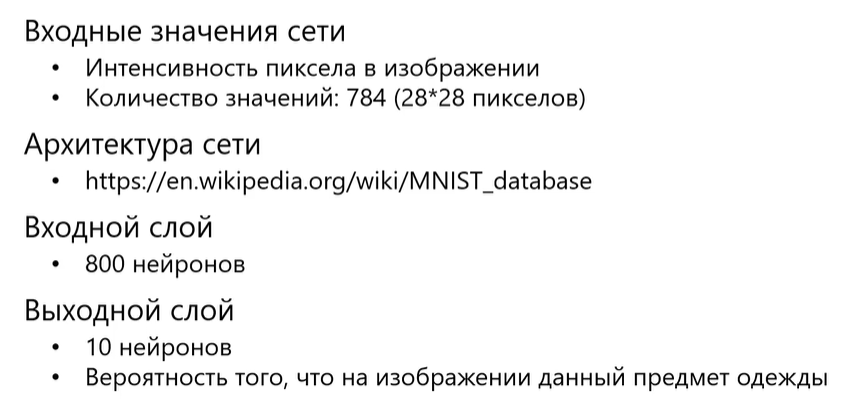 Входные значения сети
• Интенсивность пиксела в изображении
• Количество значений: 784 (28*28 пикселов)
Архитектура сети
• https://en.wikipedia.org/wiki/MNIST_database
Входной слой
• 800 нейронов
Выходной слой
• 10 нейронов
• Вероятность того, что на изображении данный предмет одежды